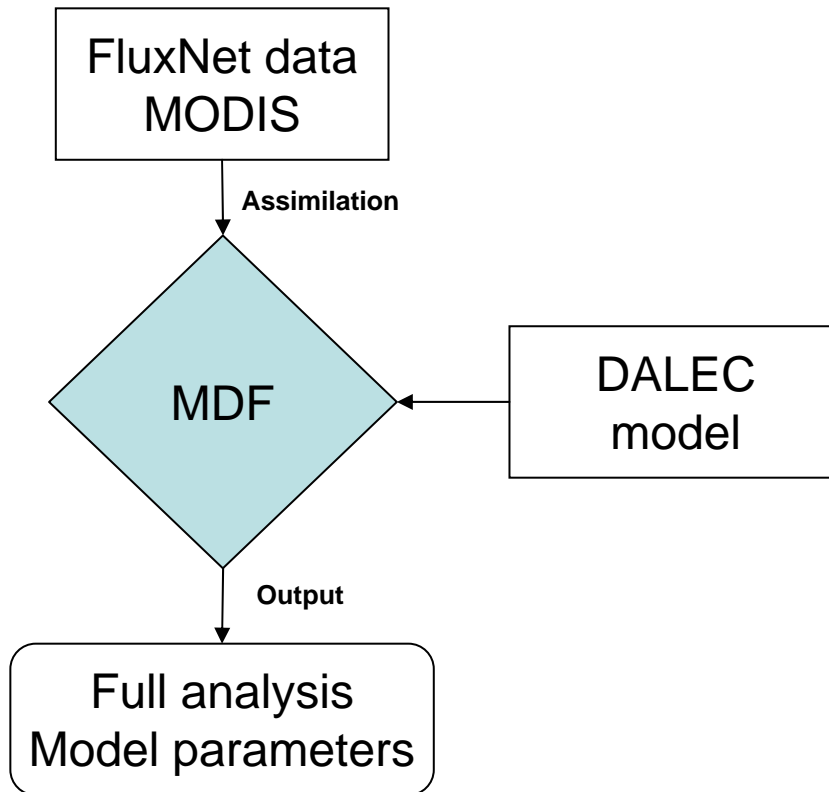 FluxNet data
MODIS
Assimilation
MDF
DALEC
model
Output
Full analysis
Model parameters